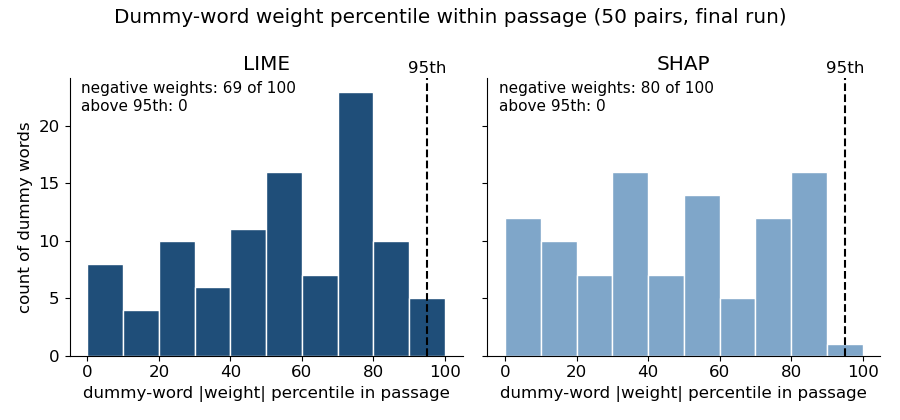 Dummy-word weight percentile within passage (50 pairs, final run)
LIME
95th
negative weights: 69 of 100
above 95th: 0
count of dummy words
20
15
10
5
0
0 20 40 60 80 100
dummy-word |weight| percentile in passage
SHAP
95th
negative weights: 80 of 100
above 95th: 0
0 20 40 60 80 100
dummy-word |weight| percentile in passage